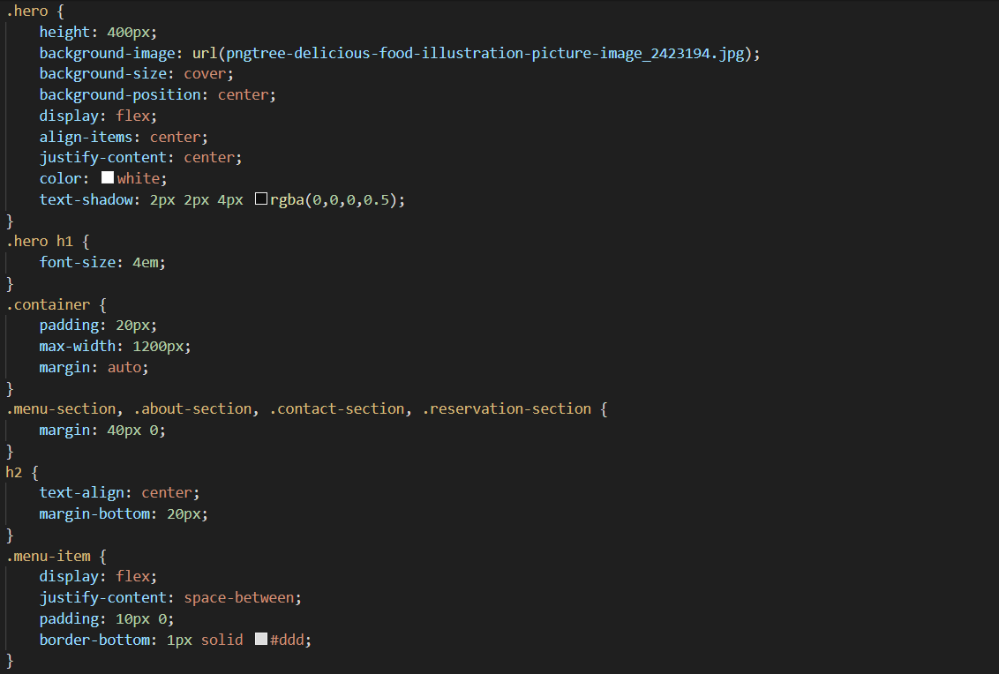 .hero {
    height: 400px;
    background-image: url(pngtree-delicious-food-illustration-picture-image_2423194.jpg);
    background-size: cover;
    background-position: center;
    display: flex;
    align-items: center;
    justify-content: center;
    color: white;
    text-shadow: 2px 2px 4px rgba(0,0,0,0.5);
}
.hero h1 {
    font-size: 4em;
}
.container {
    padding: 20px;
    max-width: 1200px;
    margin: auto;
}
.menu-section, .about-section, .contact-section, .reservation-section {
    margin: 40px 0;
}
h2 {
    text-align: center;
    margin-bottom: 20px;
}
.menu-item {
    display: flex;
    justify-content: space-between;
    padding: 10px 0;
    border-bottom: 1px solid #ddd;
}